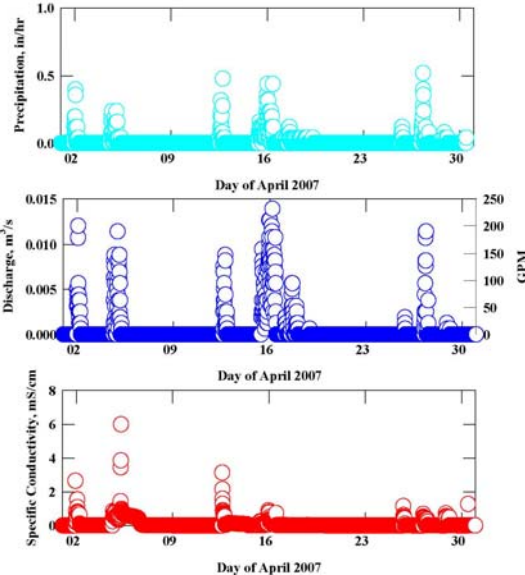 1.0
0.5
0.0
Precipitation, in/hr
02 09 16 23 30
Day of April 2007
0.015
0.010
0.005
0.000
Discharge, m³/s
250
200
150
100
50
0
GPM
02 09 16 23 30
Day of April 2007
8
6
4
2
0
Specific Conductivity, mS/cm
02 09 16 23 30
Day of April 2007